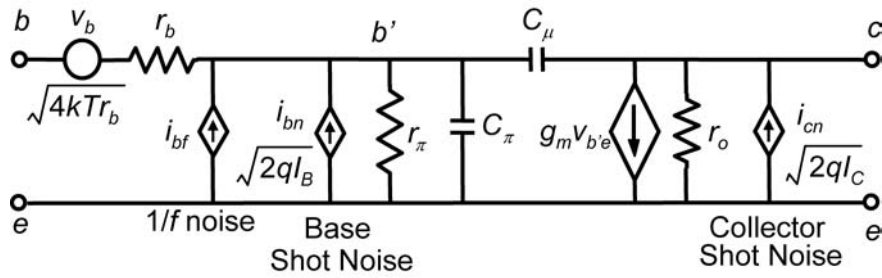 b v_b r_b b' C_μ c
√4kTr_b i_bf i_bn r_π C_π g_m v_b'e r_o i_cn
√2qI_B √2qI_C
e 1/f noise Base Collector e
Shot Noise Shot Noise